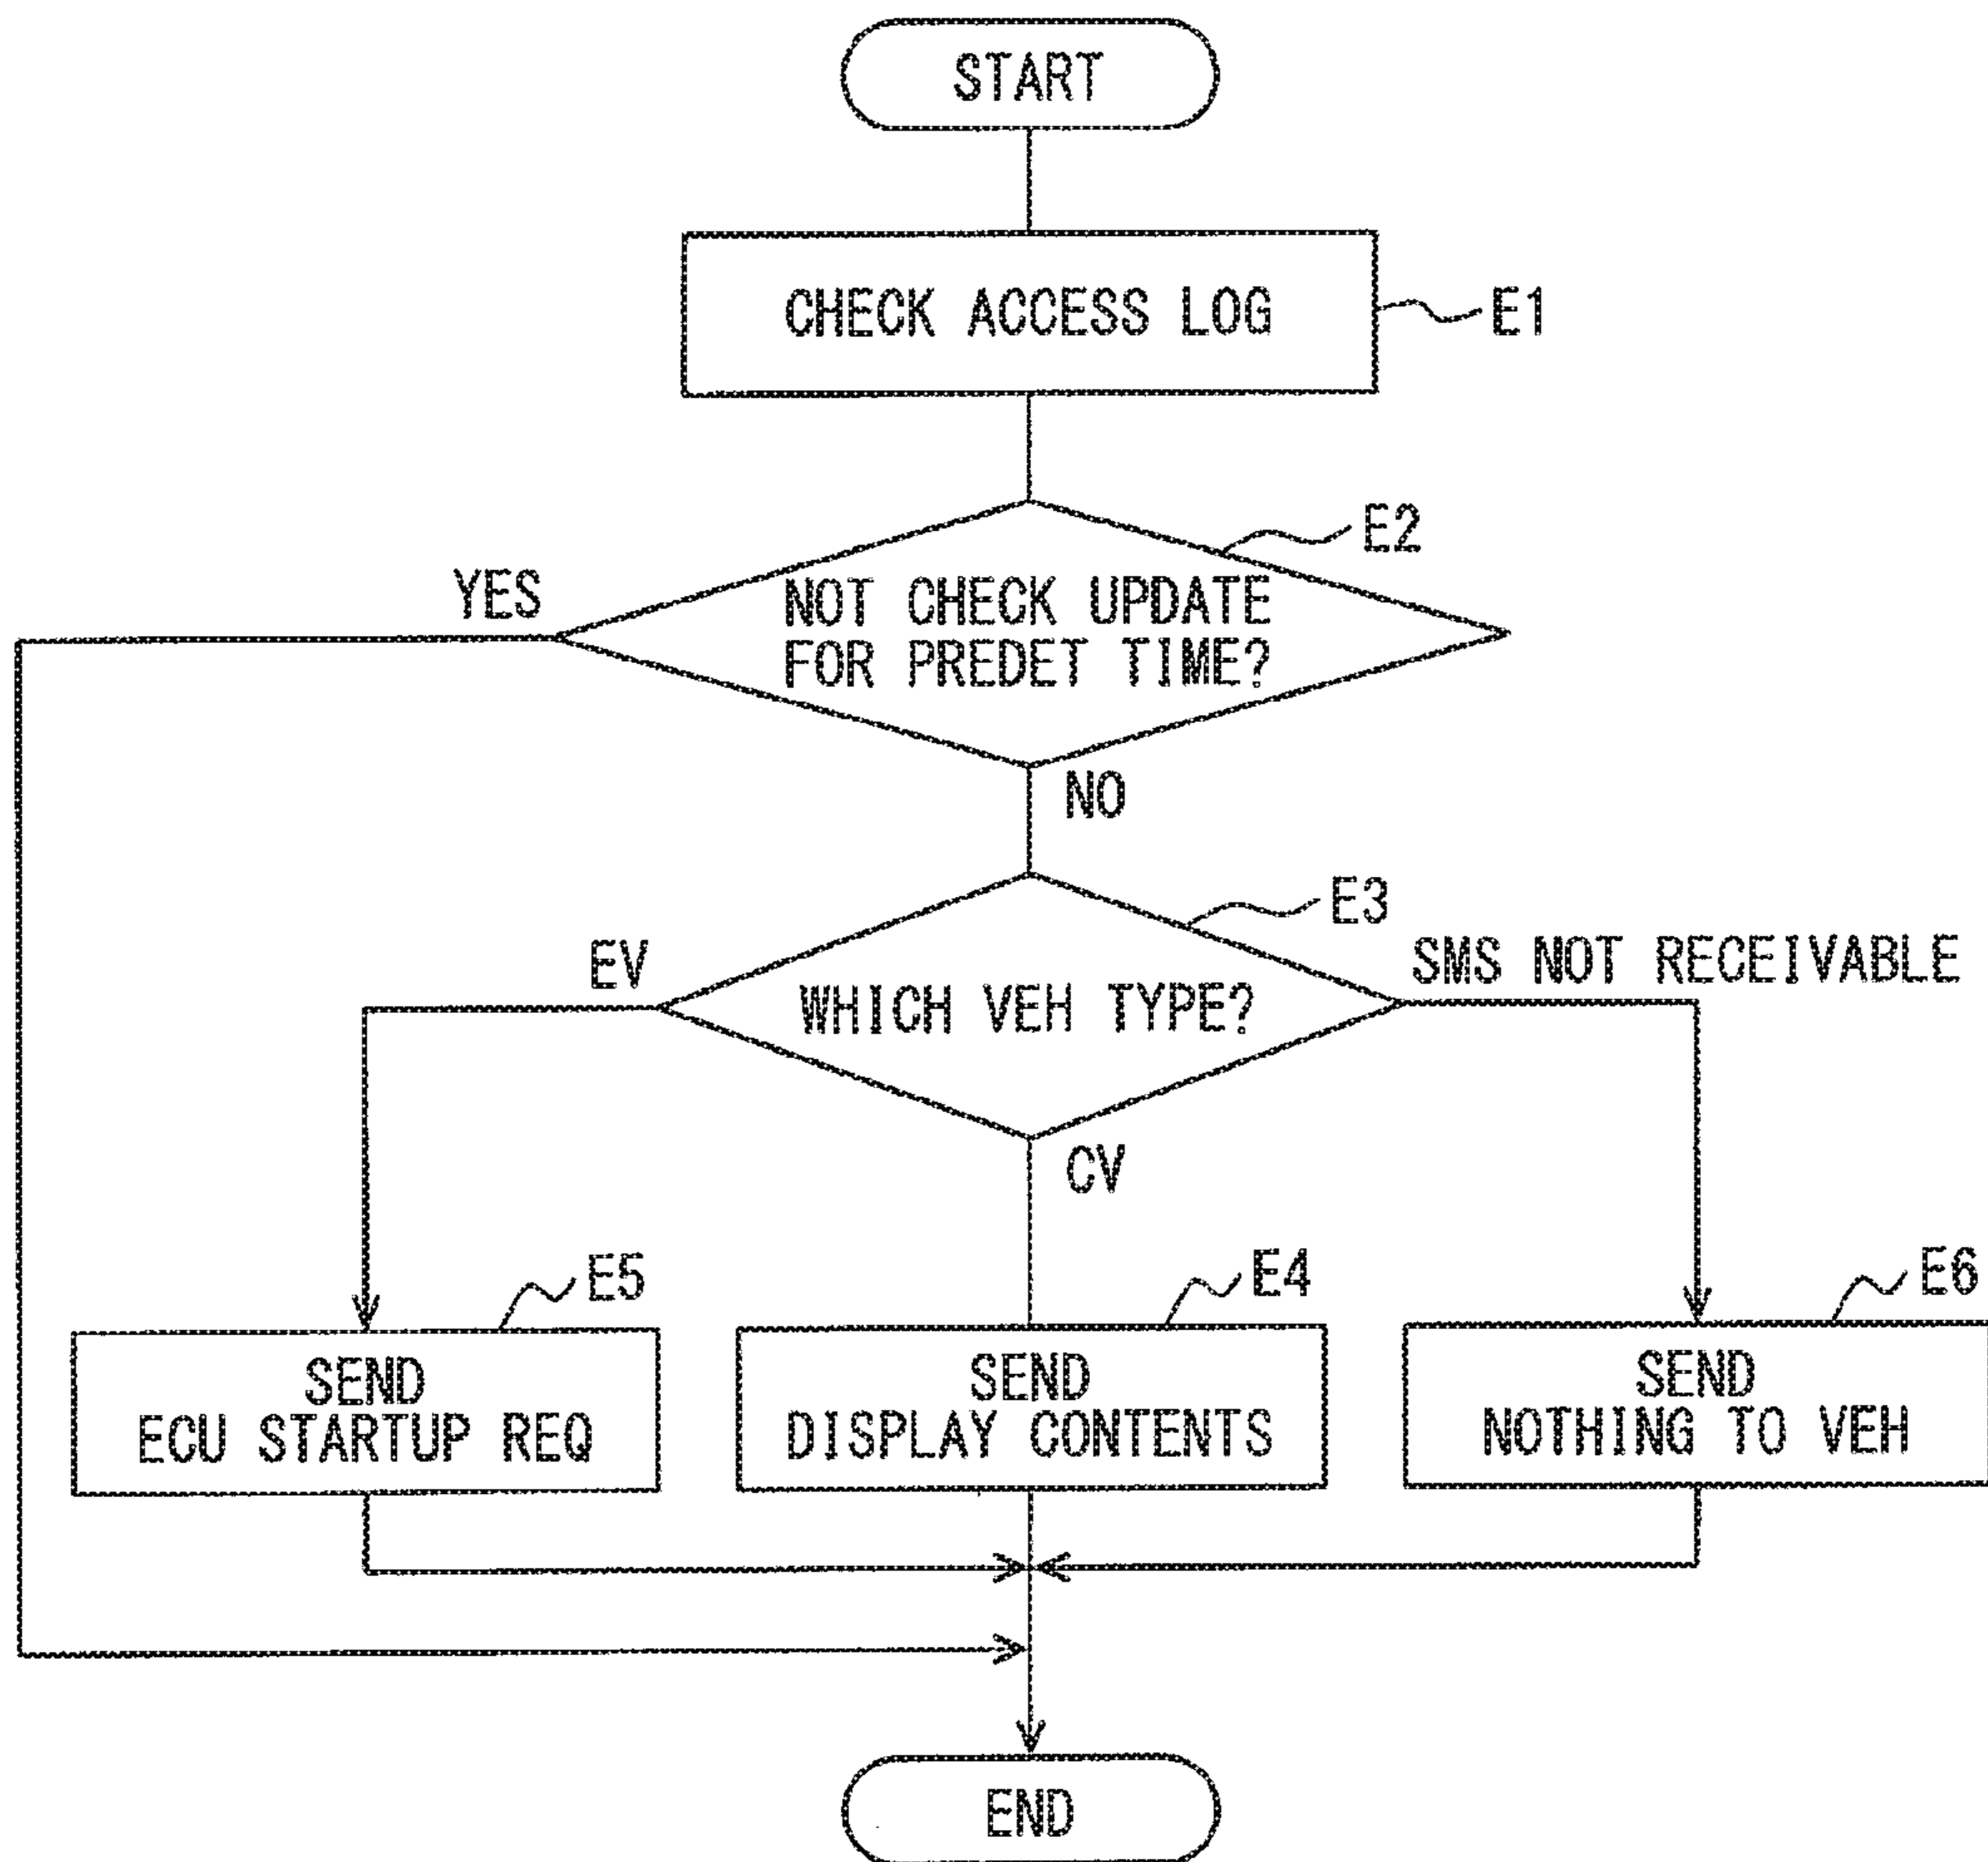 START
CHECK ACCESS LOG
E1
E2
YES
NOT CHECK UPDATE
FOR PREDET TIME?
NO
E3
EV
SMS NOT RECEIVABLE
WHICH VEH TYPE?
CV
E5
E4
E6
SEND
ECU STARTUP REQ
SEND
DISPLAY CONTENTS
SEND
NOTHING TO VEH
END